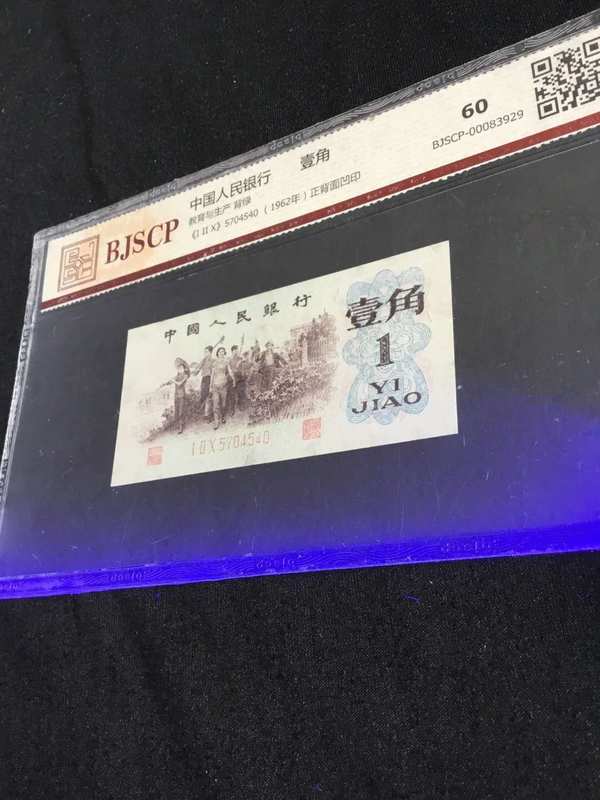 60
BJSCP-00083929
中国人民银行 壹角
教育与生产 背绿
《I II X》5704540 (1962年) 正背面凹印
BJSCP
中國人民銀行
壹角
1
YI
JIAO
I II X 5704540